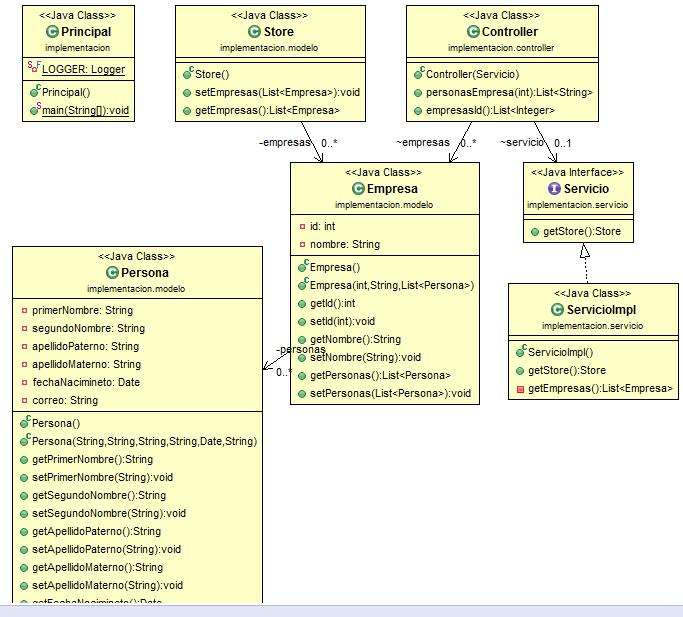 <<Java Class>>
Principal
implementacion
LOGGER: Logger
Principal()
main(String[]):void
<<Java Class>>
Store
implementacion.modelo
Store()
setEmpresas(List<Empresa>):void
getEmpresas():List<Empresa>
<<Java Class>>
Controller
implementacion.controller
Controller(Servicio)
personasEmpresa(int):List<String>
empresasId():List<Integer>
-empresas 0..*
~empresas 0..*
~servicio 0..1
<<Java Class>>
Empresa
implementacion.modelo
id: int
nombre: String
Empresa()
Empresa(int,String,List<Persona>)
getId():int
setId(int):void
getNombre():String
setNombre(String):void
getPersonas():List<Persona>
setPersonas(List<Persona>):void
<<Java Interface>>
Servicio
implementacion.servicio
getStore():Store
<<Java Class>>
ServicioImpl
implementacion.servicio
ServicioImpl()
getStore():Store
getEmpresas():List<Empresa>
-personas
0..*
<<Java Class>>
Persona
implementacion.modelo
primerNombre: String
segundoNombre: String
apellidoPaterno: String
apellidoMaterno: String
fechaNacimineto: Date
correo: String
Persona()
Persona(String,String,String,String,Date,String)
getPrimerNombre():String
setPrimerNombre(String):void
getSegundoNombre():String
setSegundoNombre(String):void
getApellidoPaterno():String
setApellidoPaterno(String):void
getApellidoMaterno():String
setApellidoMaterno(String):void
getFechaNacimineto():Date